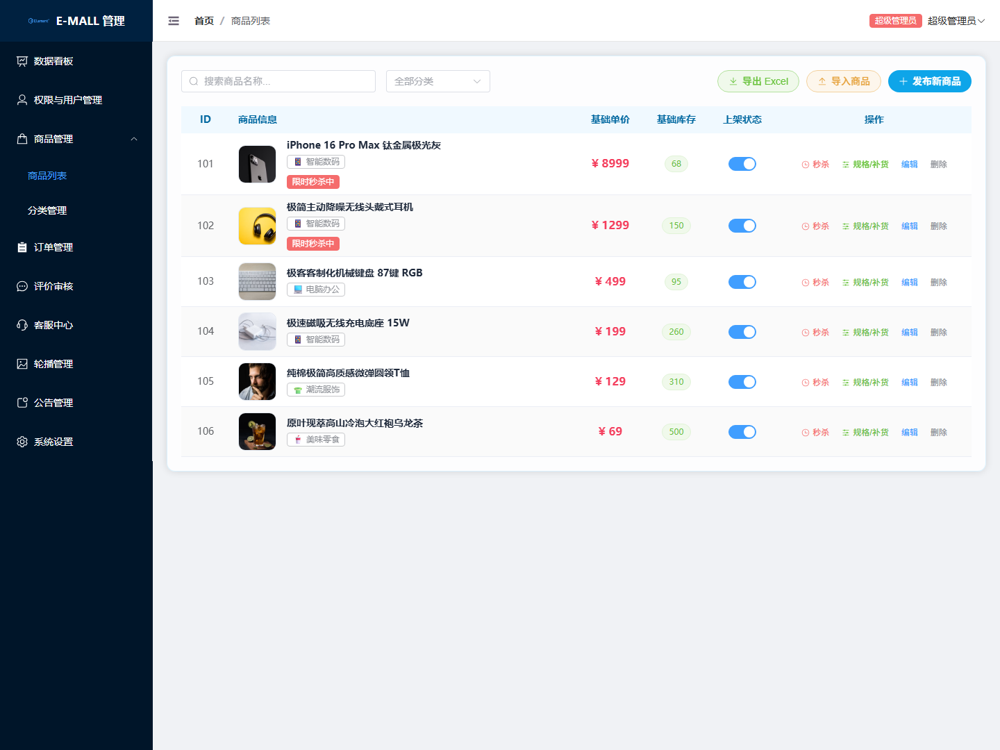 Element E-MALL 管理
首页 / 商品列表
超级管理员 超级管理员
数据看板
权限与用户管理
商品管理
商品列表
分类管理
订单管理
评价审核
客服中心
轮播管理
公告管理
系统设置
搜索商品名称... 全部分类 导出 Excel 导入商品 发布新商品
ID 商品信息 基础单价 基础库存 上架状态 操作
101 iPhone 16 Pro Max 钛金属极光灰 ¥ 8999 68 秒杀 规格/补货 编辑 删除
智能数码
限时秒杀中
102 极简主动降噪无线头戴式耳机 ¥ 1299 150 秒杀 规格/补货 编辑 删除
智能数码
限时秒杀中
103 极客客制化机械键盘 87键 RGB ¥ 499 95 秒杀 规格/补货 编辑 删除
电脑办公
104 极速磁吸无线充电底座 15W ¥ 199 260 秒杀 规格/补货 编辑 删除
智能数码
105 纯棉极简高质感微弹圆领T恤 ¥ 129 310 秒杀 规格/补货 编辑 删除
潮流服饰
106 原叶现萃高山冷泡大红袍乌龙茶 ¥ 69 500 秒杀 规格/补货 编辑 删除
美味零食